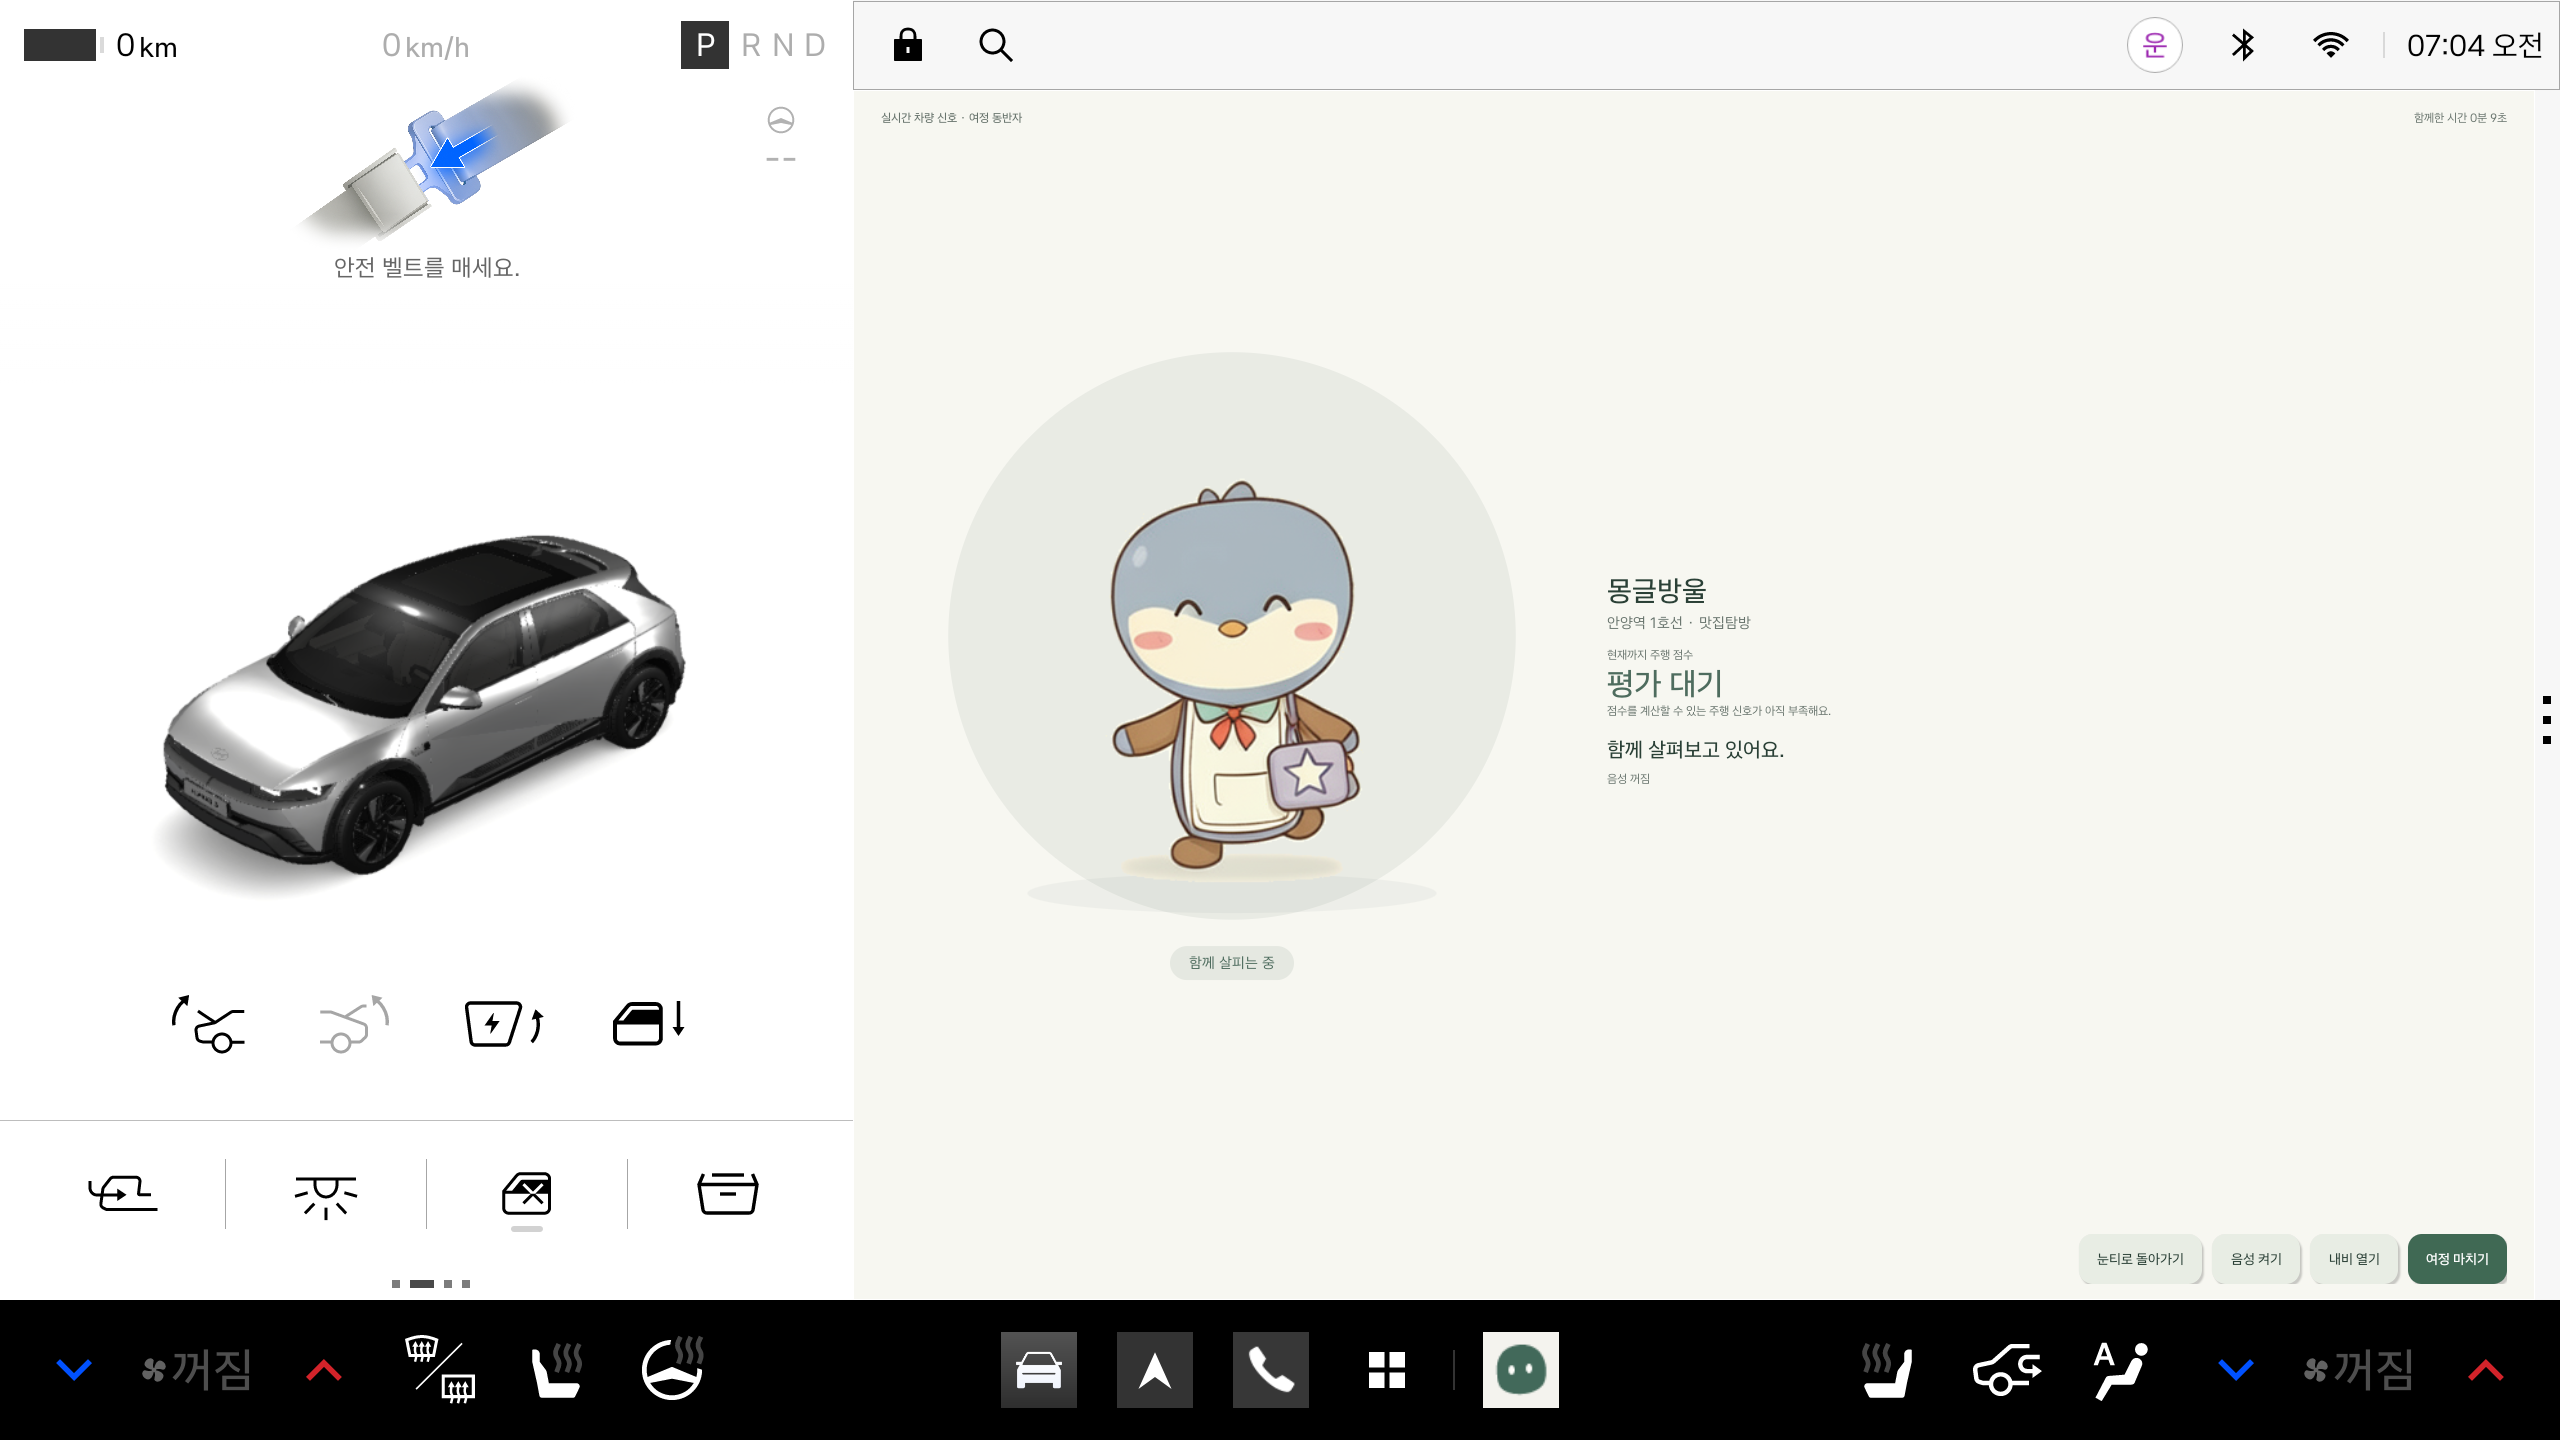 0 km
0 km/h
P R N D
운
07:04 오전
안전 벨트를 매세요.
실시간 차량 신호 · 여정 동반자
함께한 시간 0분 9초
몽글방울
안양역 1호선 · 맛집탐방
현재까지 주행 점수
평가 대기
점수를 계산할 수 있는 주행 신호가 아직 부족해요.
함께 살펴보고 있어요.
음성 꺼짐
함께 살피는 중
눈티로 돌아가기
음성 켜기
내비 열기
여정 마치기
꺼짐
A
꺼짐